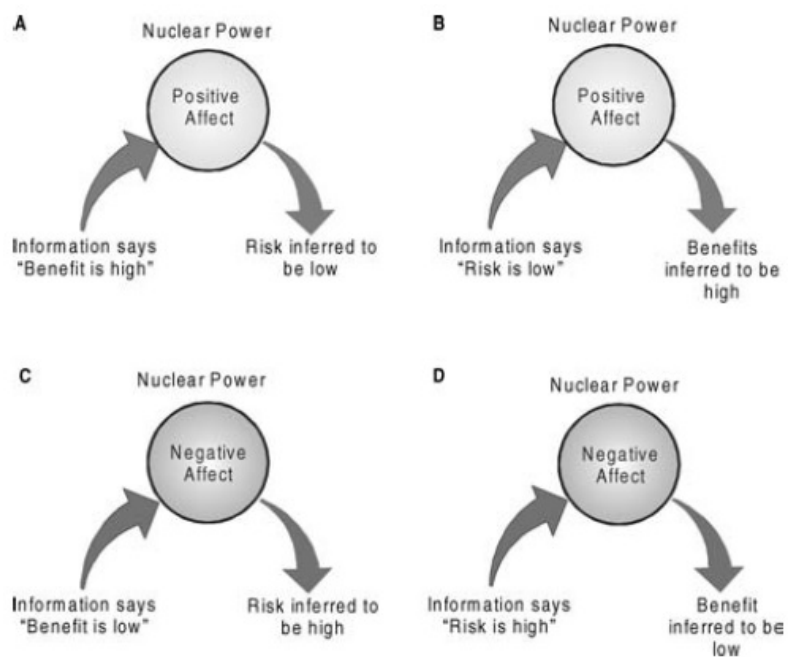 A
Nuclear Power
Positive
Affect
Information says
"Benefit is high"
Risk inferred to
be low
B
Nuclear Power
Positive
Affect
Information says
"Risk is low"
Benefits
inferred to be
high
C
Nuclear Power
Negative
Affect
Information says
"Benefit is low"
Risk inferred to
be high
D
Nuclear Power
Negative
Affect
Information says
"Risk is high"
Benefit
inferred to be
low